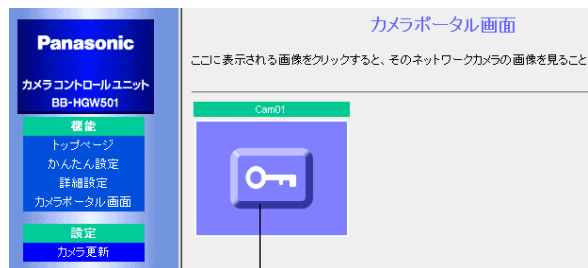 Panasonic
カメラコントロールユニット
BB-HGW501
機能
トップページ
かんたん設定
詳細設定
カメラポータル画面
設定
カメラ更新
カメラポータル画面
ここに表示される画像をクリックすると、そのネットワークカメラの画像を見ること
Cam01